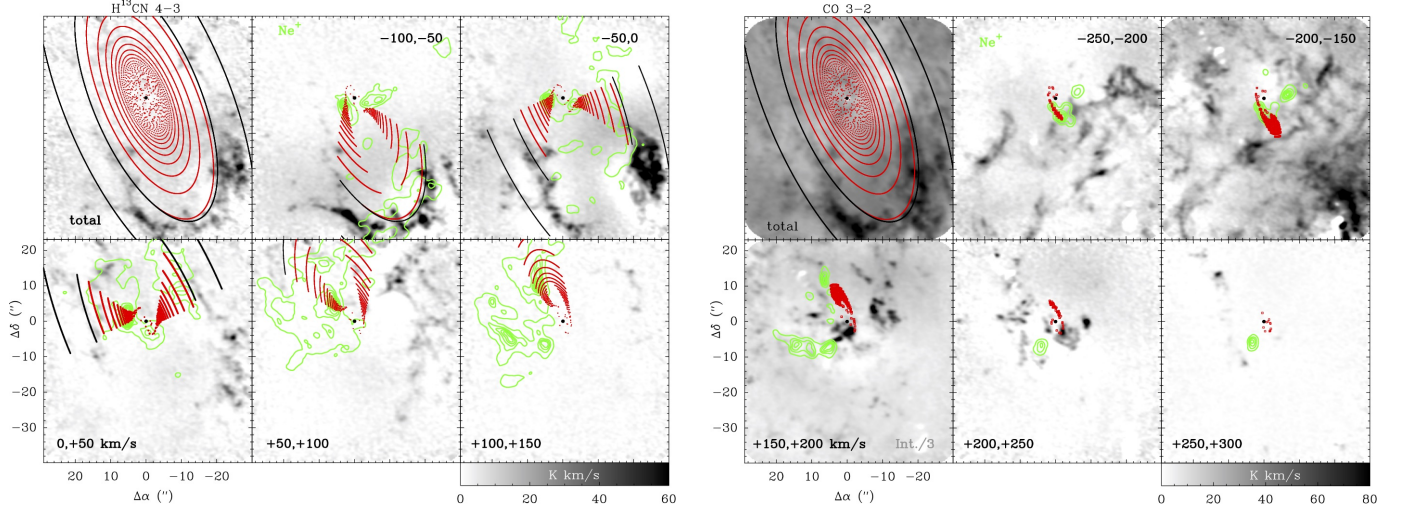 H¹³CN 4−3
total
Ne⁺
−100,−50
−50,0
Δδ (″)
20
10
0
−10
−20
−30
0,+50 km/s
+50,+100
+100,+150
20 10 0 −10 −20
Δα (″)
K km/s
0 20 40 60
CO 3−2
total
Ne⁺
−250,−200
−200,−150
Δδ (″)
20
10
0
−10
−20
−30
+150,+200 km/s
Int./3
+200,+250
+250,+300
20 10 0 −10 −20
Δα (″)
K km/s
0 20 40 60 80